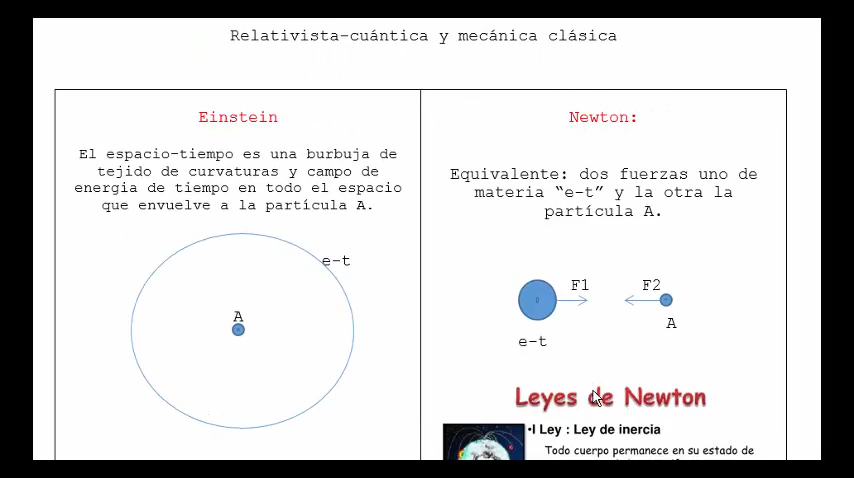 Relativista-cuántica y mecánica clásica
Einstein
El espacio-tiempo es una burbuja de
tejido de curvaturas y campo de
energia de tiempo en todo el espacio
que envuelve a la partícula A.
e-t
A
Newton:
Equivalente: dos fuerzas uno de
materia “e-t” y la otra la
partícula A.
F1
F2
A
e-t
Leyes de Newton
•I Ley : Ley de inercia
Todo cuerpo permanece en su estado de